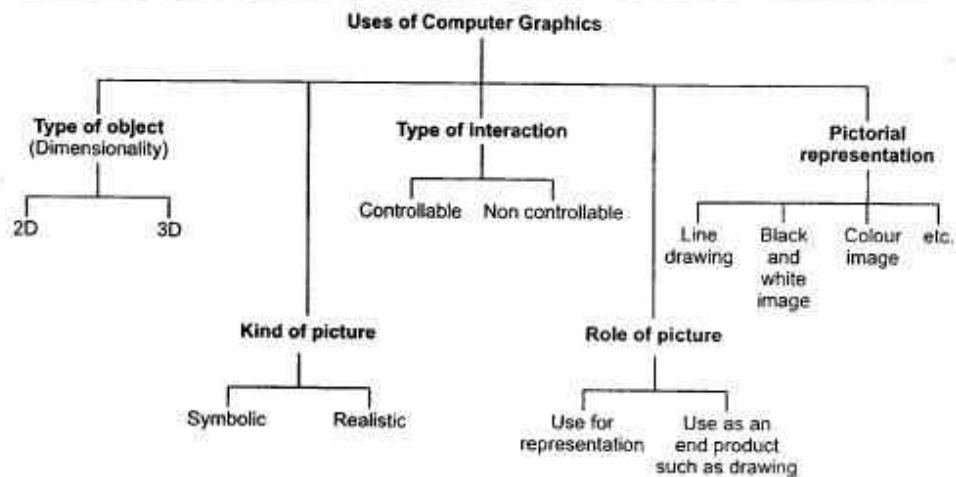 Uses of Computer Graphics
Type of object
(Dimensionality)
2D
3D
Type of interaction
Controllable
Non controllable
Pictorial
representation
Line
drawing
Black
and
white
image
Colour
image
etc.
Kind of picture
Symbolic
Realistic
Role of picture
Use for
representation
Use as an
end product
such as drawing